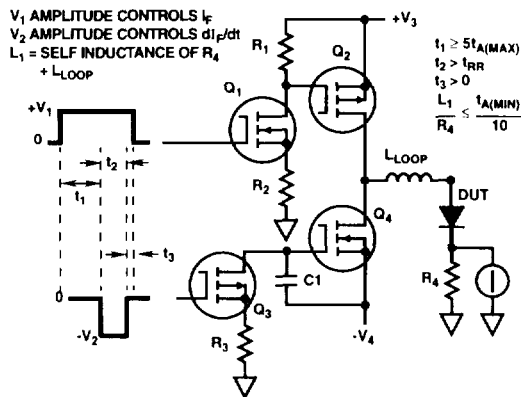 V1 AMPLITUDE CONTROLS IF
V2 AMPLITUDE CONTROLS dIF/dt
L1 = SELF INDUCTANCE OF R4
+ LLOOP
+V1
0
t2
t1
t3
0
-V2
R1
Q1
R2
+V3
Q2
t1 ≥ 5tA(MAX)
t2 > tRR
t3 > 0
L1/R4 ≤ tA(MIN)/10
LLOOP
DUT
Q4
C1
R4
Q3
R3
-V4